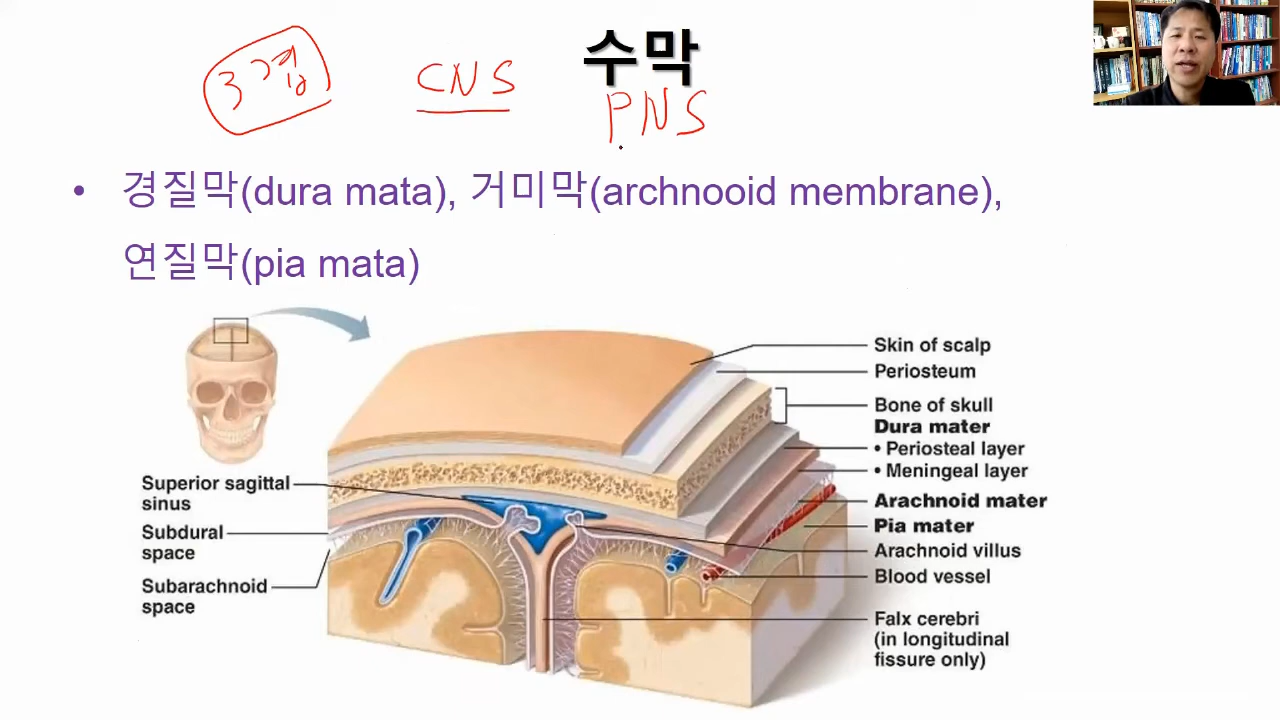 수막
3겹
CNS
PNS
• 경질막(dura mata), 거미막(archnooid membrane),
연질막(pia mata)
Skin of scalp
Periosteum
Bone of skull
Dura mater
• Periosteal layer
• Meningeal layer
Arachnoid mater
Pia mater
Arachnoid villus
Blood vessel
Falx cerebri
(in longitudinal
fissure only)
Superior sagittal
sinus
Subdural
space
Subarachnoid
space